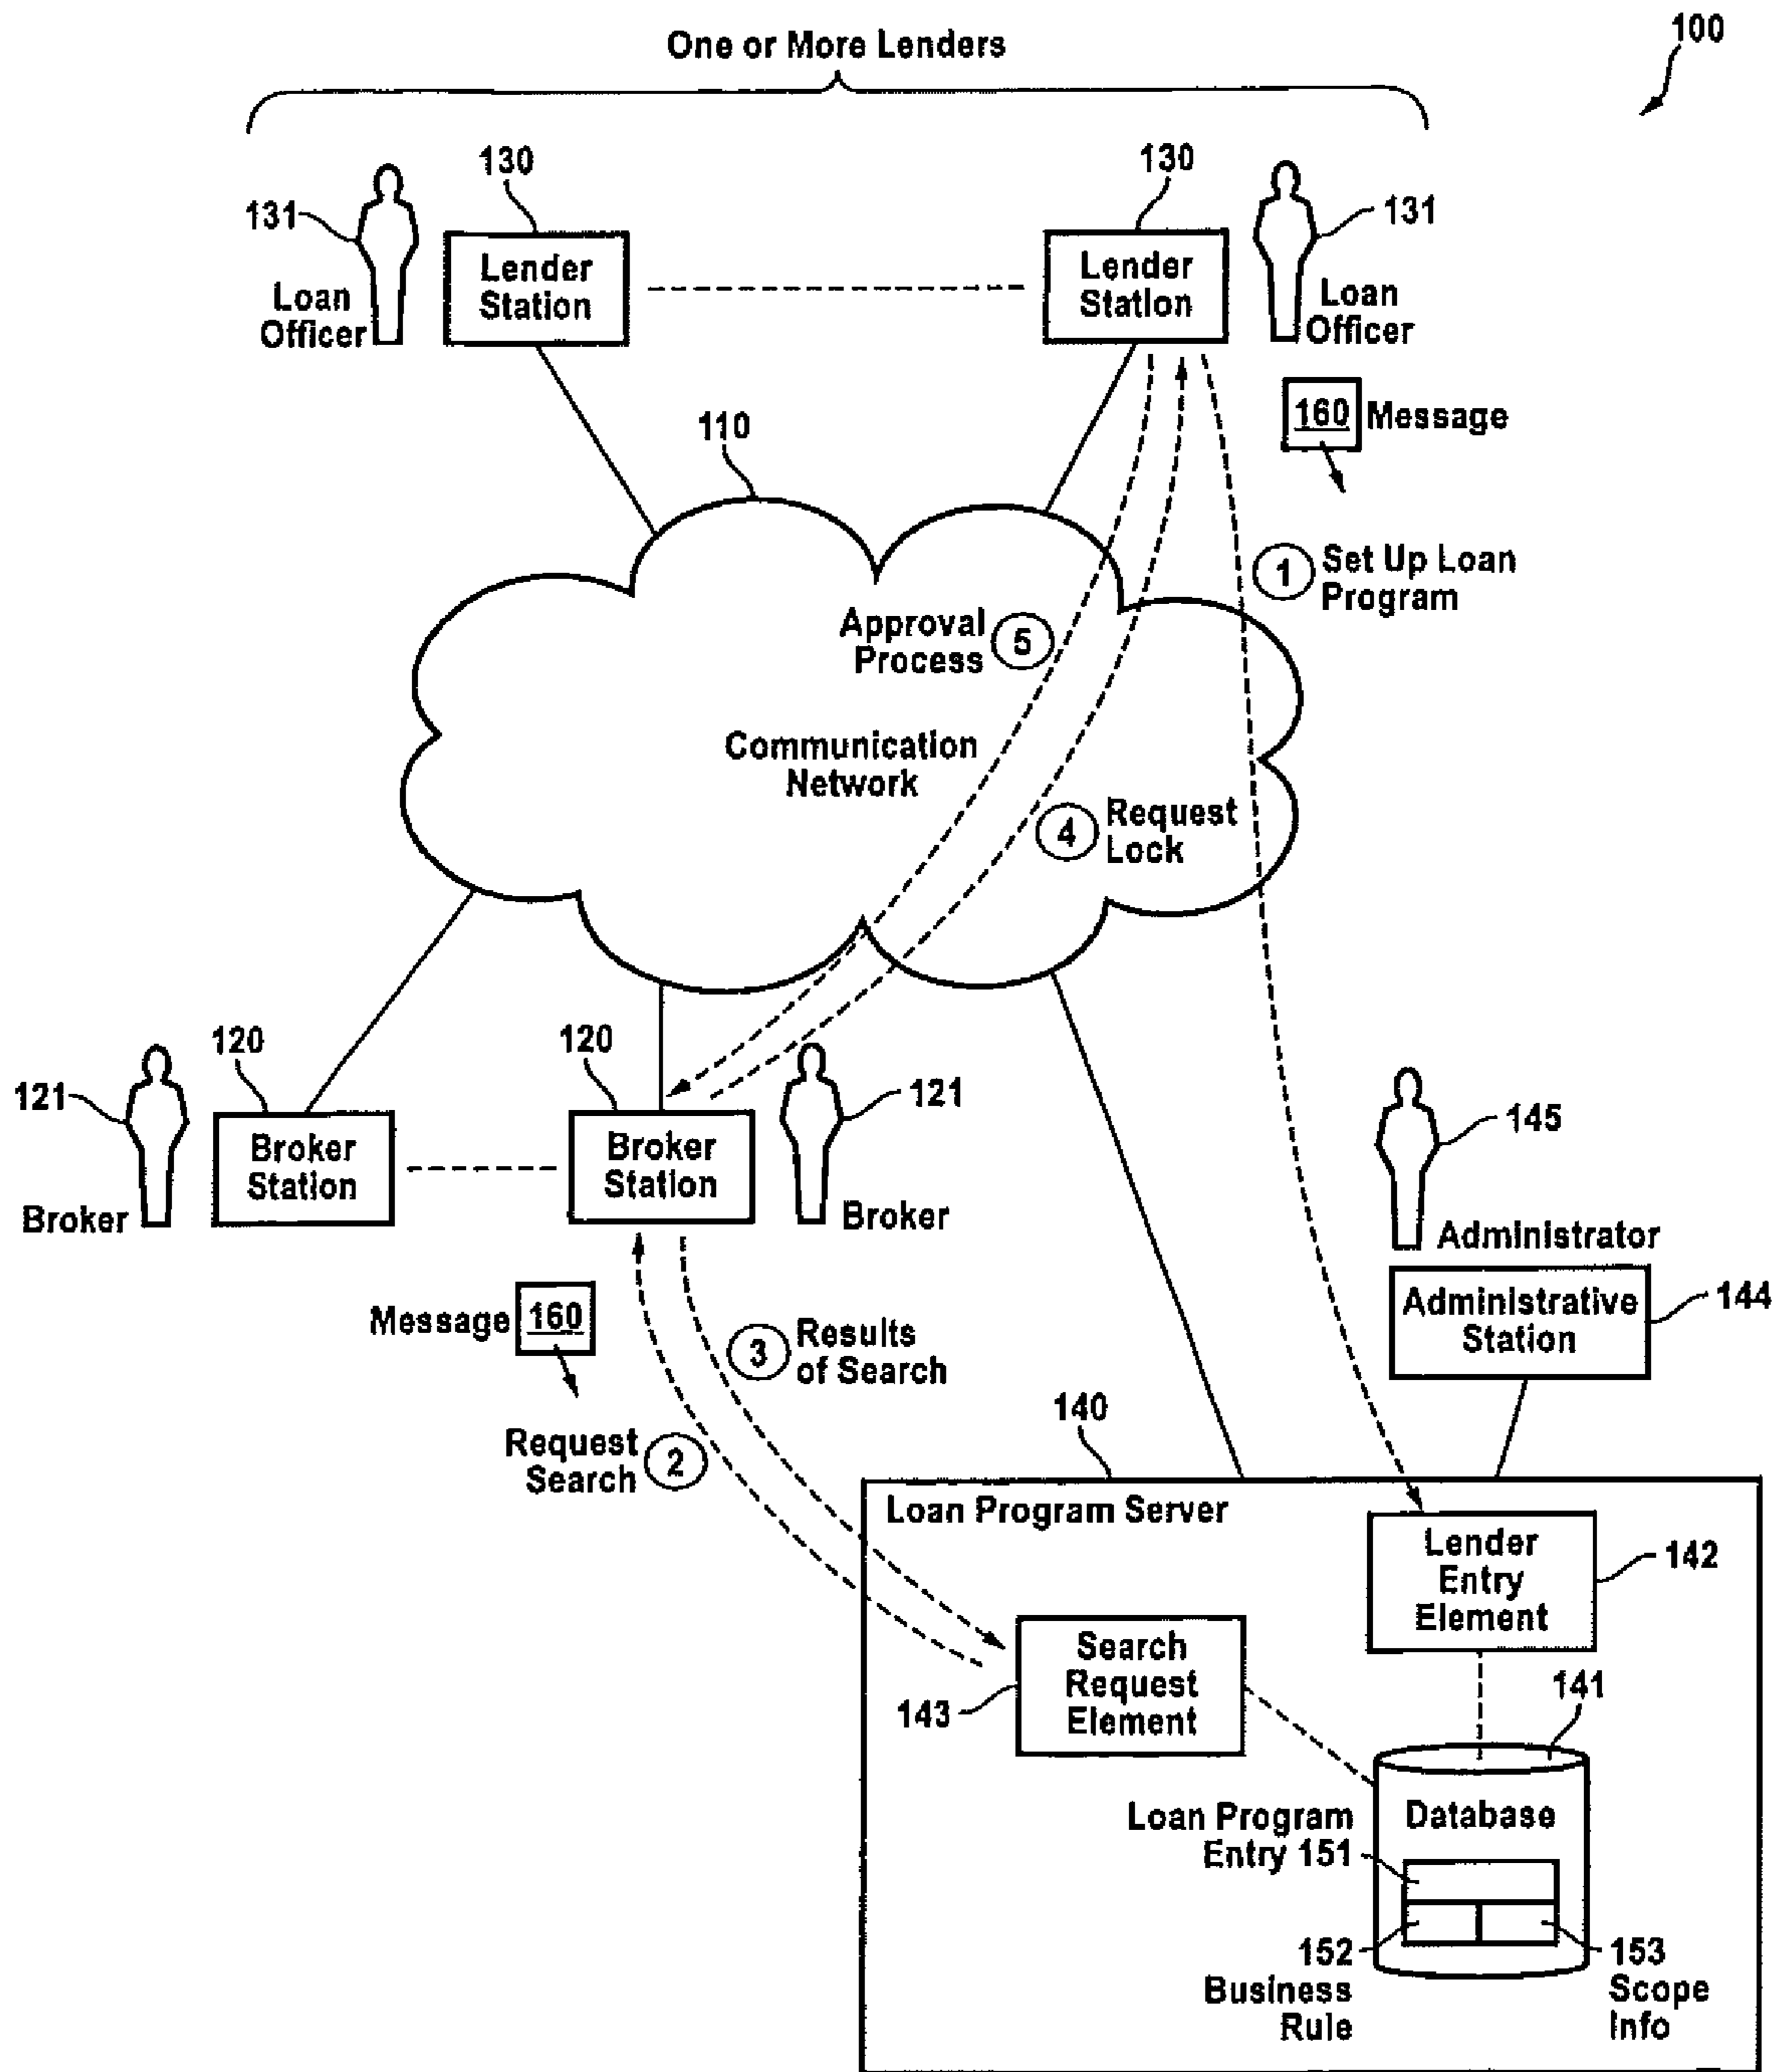 One or More Lenders
100
130
130
131
131
Lender
Station
Lender
Station
Loan
Officer
Loan
Officer
160 Message
110
1 Set Up Loan
Program
Approval
Process 5
Communication
Network
4 Request
Lock
120
120
121
121
145
Broker
Station
Broker
Station
Broker
Broker
Administrator
Administrative
Station
144
Message 160
3 Results
of Search
140
Request
Search 2
Loan Program Server
Lender
Entry
Element
142
Search
Request
Element
143
141
Database
Loan Program
Entry 151
152
Business
Rule
153
Scope
Info